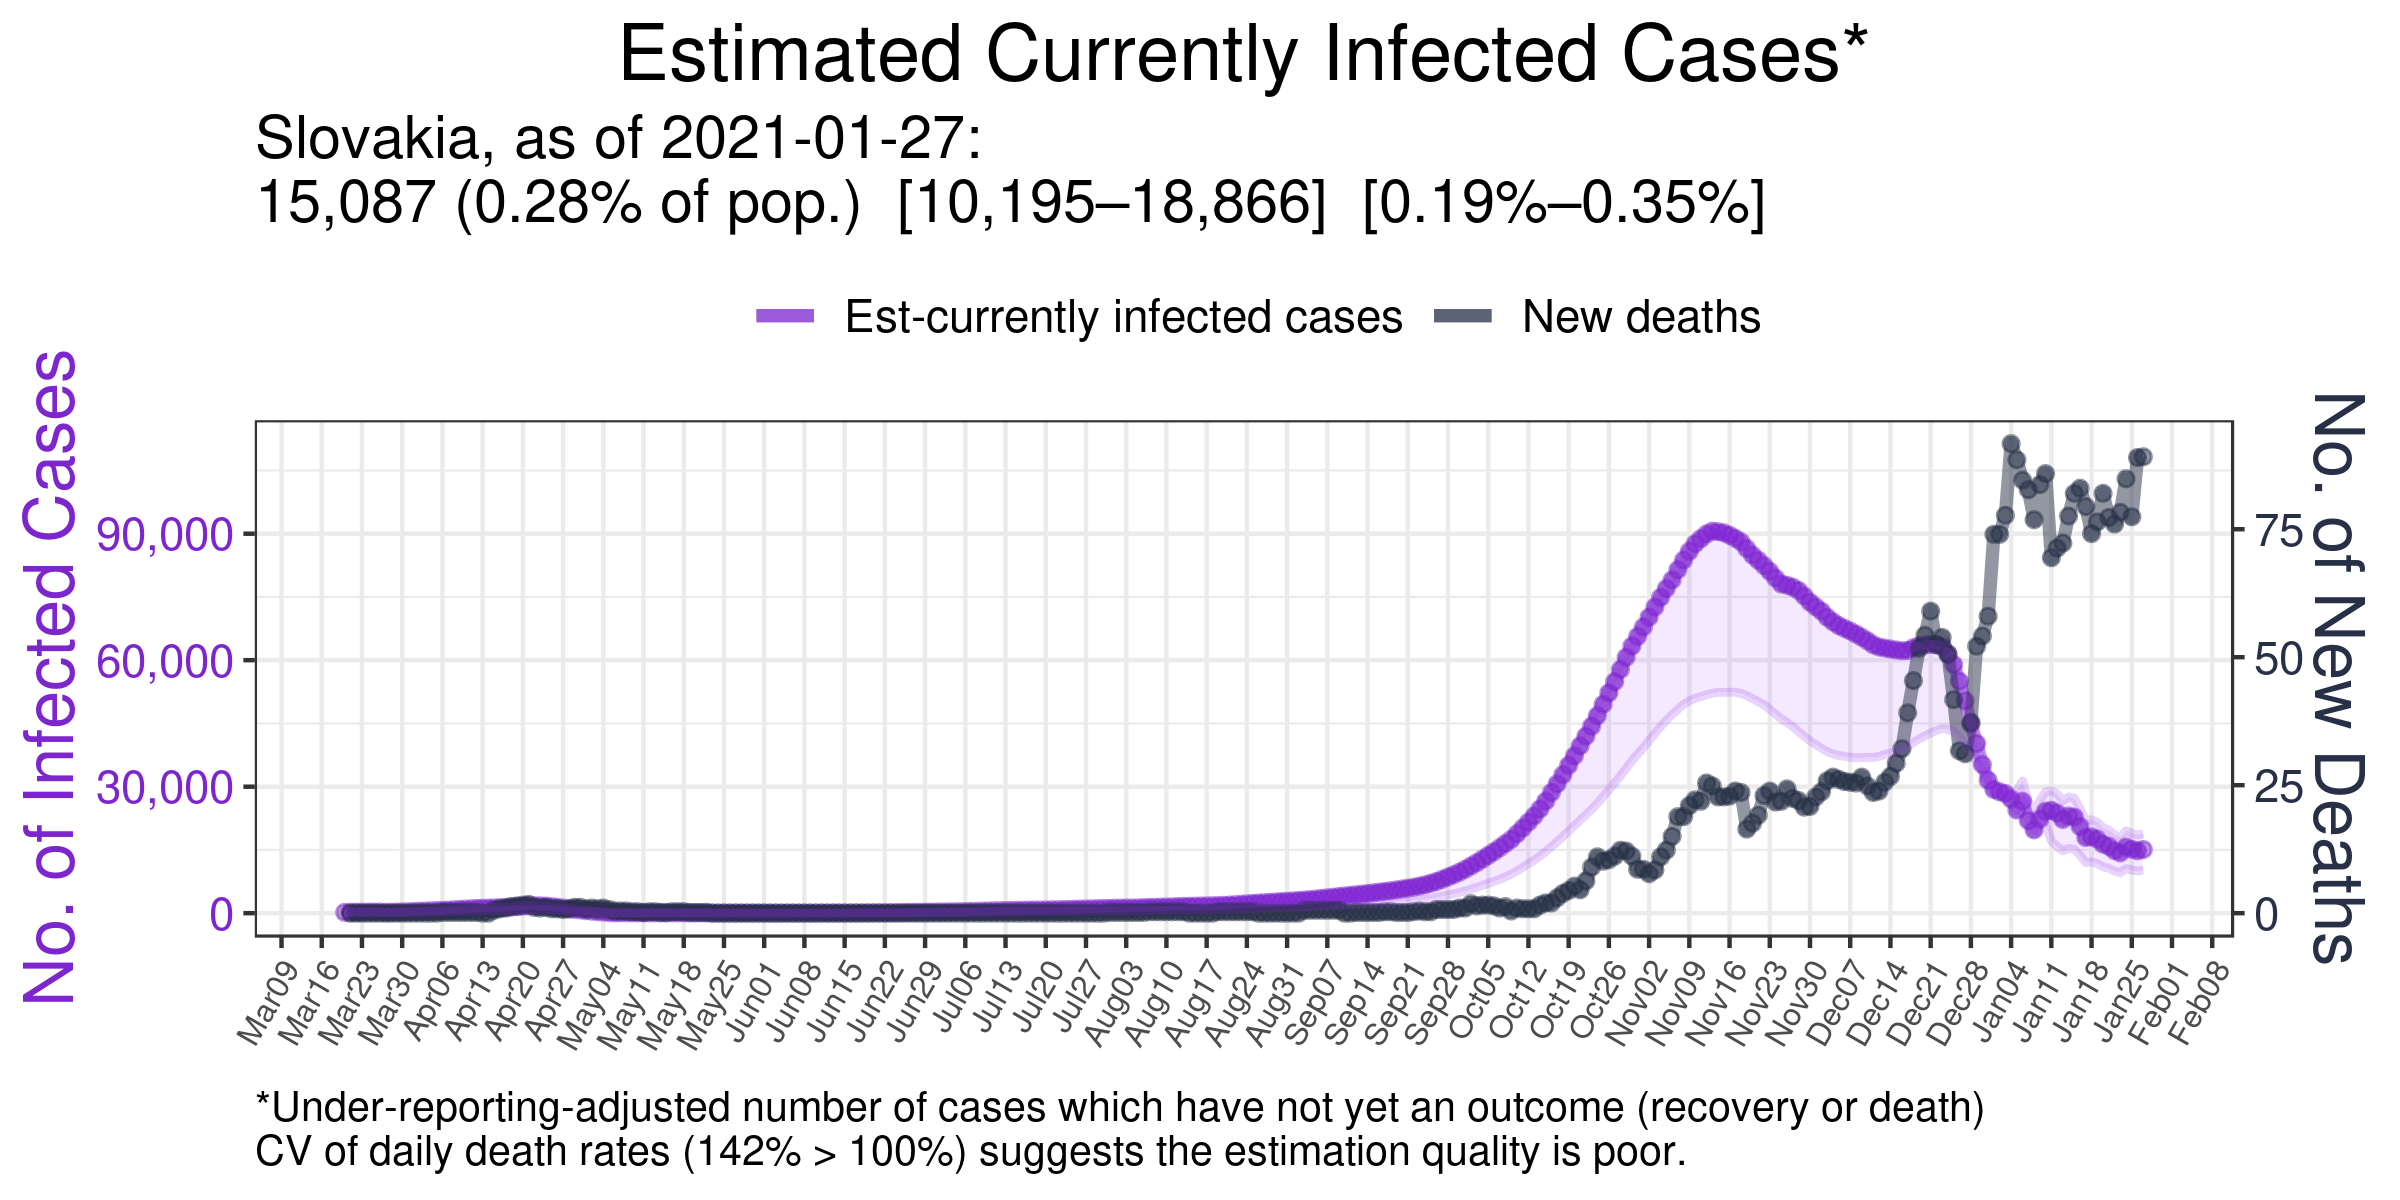 Estimated Currently Infected Cases*
Slovakia, as of 2021-01-27:
15,087 (0.28% of pop.) [10,195–18,866] [0.19%–0.35%]
Est-currently infected cases
New deaths
No. of Infected Cases
90,000
60,000
30,000
0
75
50
25
0
No. of New Deaths
Mar09
Mar16
Mar23
Mar30
Apr06
Apr13
Apr20
Apr27
May04
May11
May18
May25
Jun01
Jun08
Jun15
Jun22
Jun29
Jul06
Jul13
Jul20
Jul27
Aug03
Aug10
Aug17
Aug24
Aug31
Sep07
Sep14
Sep21
Sep28
Oct05
Oct12
Oct19
Oct26
Nov02
Nov09
Nov16
Nov23
Nov30
Dec07
Dec14
Dec21
Dec28
Jan04
Jan11
Jan18
Jan25
Feb01
Feb08
*Under-reporting-adjusted number of cases which have not yet an outcome (recovery or death)
CV of daily death rates (142% > 100%) suggests the estimation quality is poor.